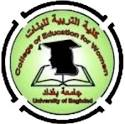 كلية التربية للبنات
College of Education for Women
جامعة بغداد
University of Baghdad